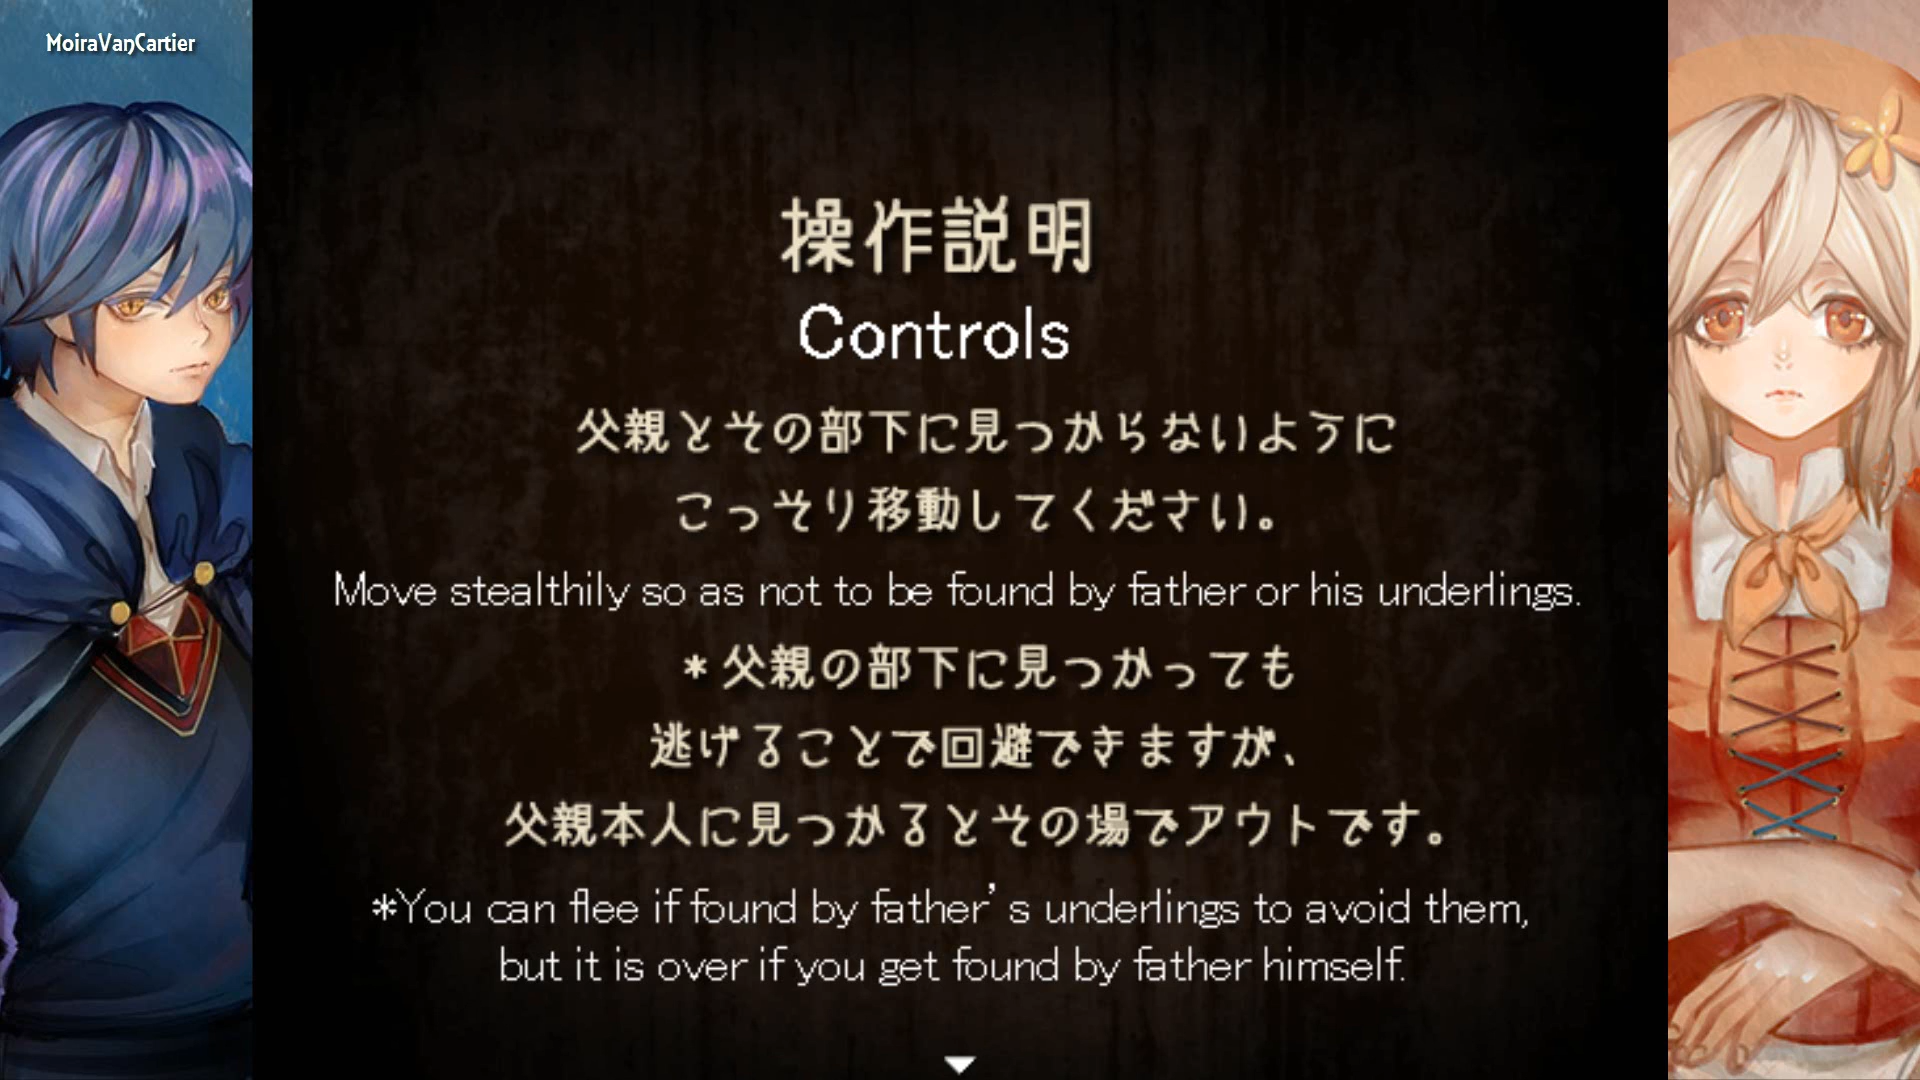 MoiraVanCartier
操作説明
Controls
父親とその部下に見つからないように
こっそり移動してください。
Move stealthily so as not to be found by father or his underlings.
*父親の部下に見つかっても
逃げることで回避できますが、
父親本人に見つかるとその場でアウトです。
*You can flee if found by father's underlings to avoid them,
but it is over if you get found by father himself.